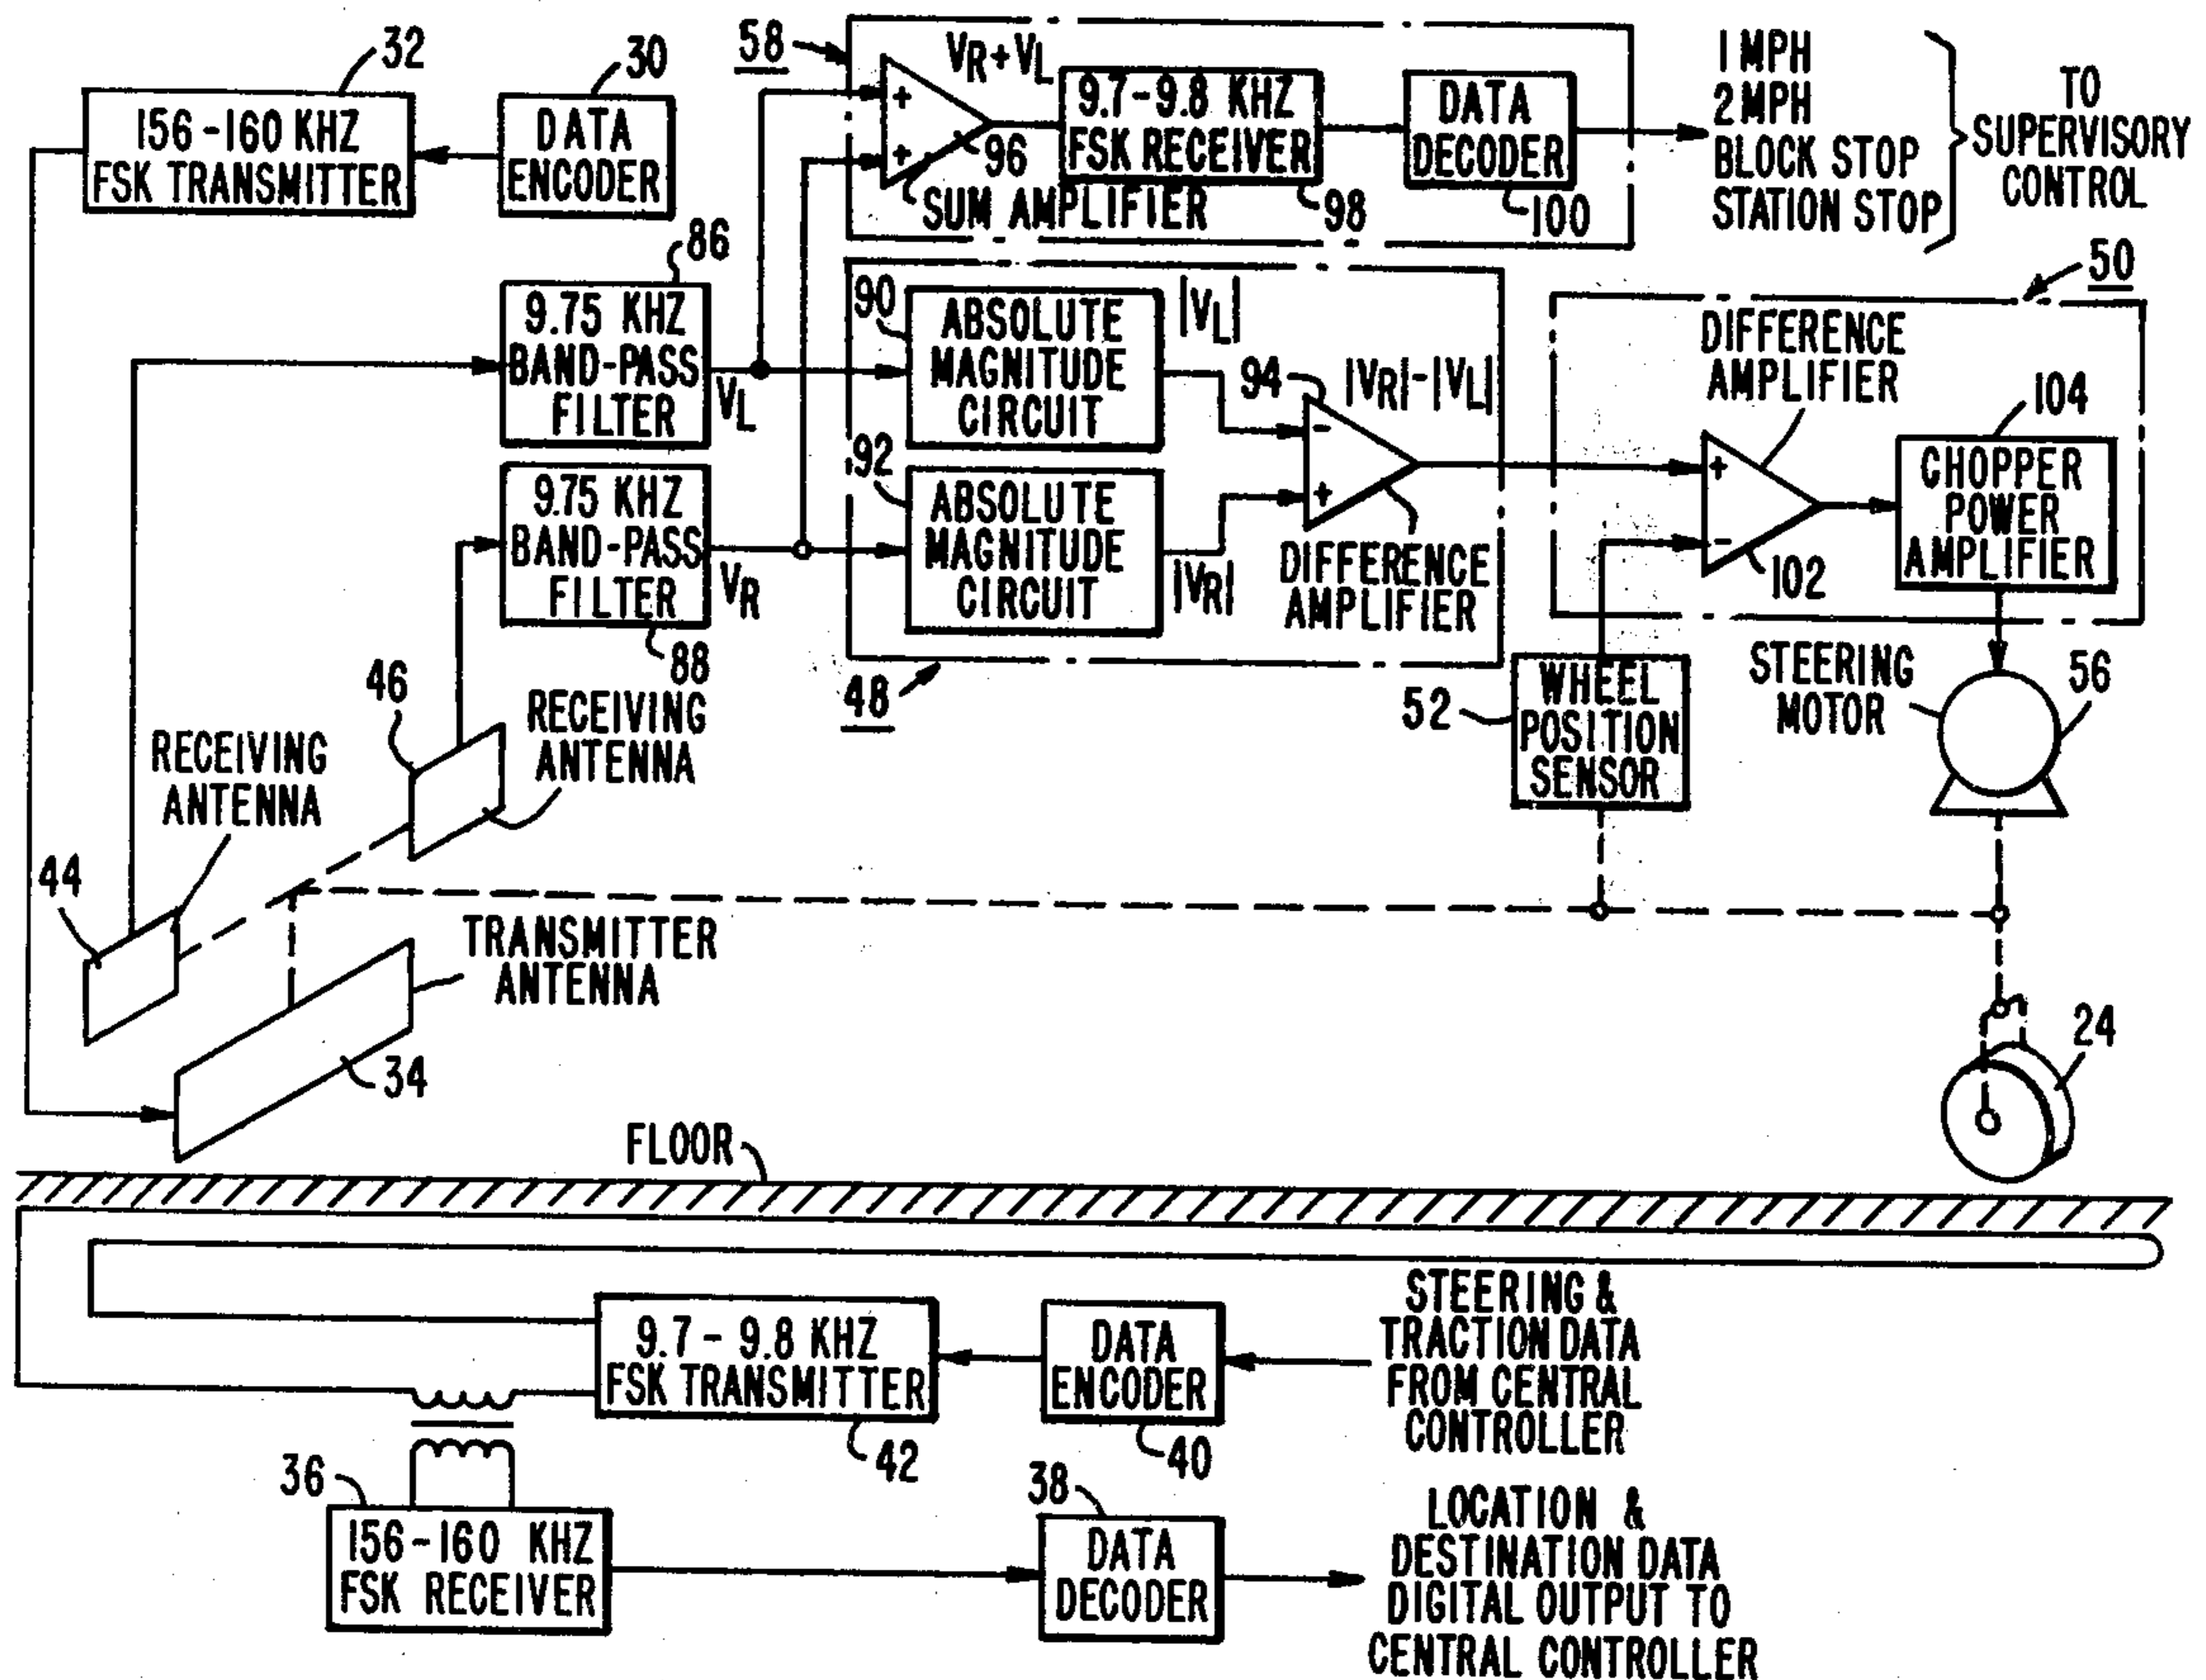 32
156-160 KHZ
FSK TRANSMITTER
30
DATA
ENCODER
58
VR+VL
+
+
96
SUM AMPLIFIER
9.7-9.8 KHZ
FSK RECEIVER
98
DATA
DECODER
100
1 MPH
2 MPH
BLOCK STOP
STATION STOP
TO
SUPERVISORY
CONTROL
86
9.75 KHZ
BAND-PASS
FILTER
VL
9.75 KHZ
BAND-PASS
FILTER
VR
88
90
ABSOLUTE
MAGNITUDE
CIRCUIT
|VL|
92
ABSOLUTE
MAGNITUDE
CIRCUIT
|VR|
94
|VR|-|VL|
-
+
DIFFERENCE
AMPLIFIER
48
50
DIFFERENCE
AMPLIFIER
+
-
102
104
CHOPPER
POWER
AMPLIFIER
52
WHEEL
POSITION
SENSOR
STEERING
MOTOR
56
46
RECEIVING
ANTENNA
RECEIVING
ANTENNA
44
TRANSMITTER
ANTENNA
34
24
FLOOR
9.7-9.8 KHZ
FSK TRANSMITTER
42
DATA
ENCODER
40
STEERING &
TRACTION DATA
FROM CENTRAL
CONTROLLER
36
156-160 KHZ
FSK RECEIVER
38
DATA
DECODER
LOCATION &
DESTINATION DATA
DIGITAL OUTPUT TO
CENTRAL CONTROLLER